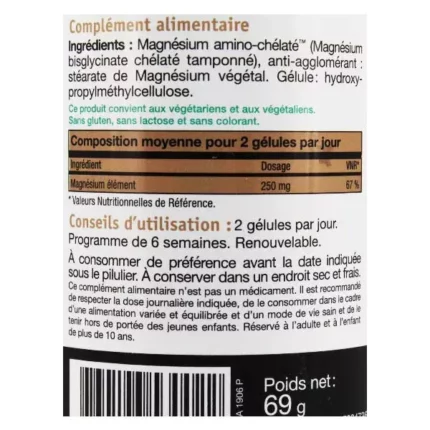 Complément alimentaire
Ingrédients : Magnésium amino-chélaté™ (Magnésium
bisglycinate chélaté tamponné), anti-agglomérant :
stéarate de Magnésium végétal. Gélule : hydroxy-
propylméthylcellulose.
Ce produit convient aux végétariens et aux végétaliens.
Sans gluten, sans lactose et sans colorant.
Composition moyenne pour 2 gélules par jour
Ingrédient Dosage VNR*
Magnésium élément 250 mg 67 %
*Valeurs Nutritionnelles de Référence.
Conseils d'utilisation : 2 gélules par jour.
Programme de 6 semaines. Renouvelable.
À consommer de préférence avant la date indiquée
sous le pilulier. À conserver dans un endroit sec et frais.
Ce complément alimentaire n'est pas un médicament. Il est recommandé
de respecter la dose journalière indiquée, de le consommer dans le cadre
d'une alimentation variée et équilibrée et d'un mode de vie sain et de le
tenir hors de portée des jeunes enfants. Réservé à l'adulte et à l'enfant
de plus de 10 ans.
A 1906 P
Poids net:
69 g